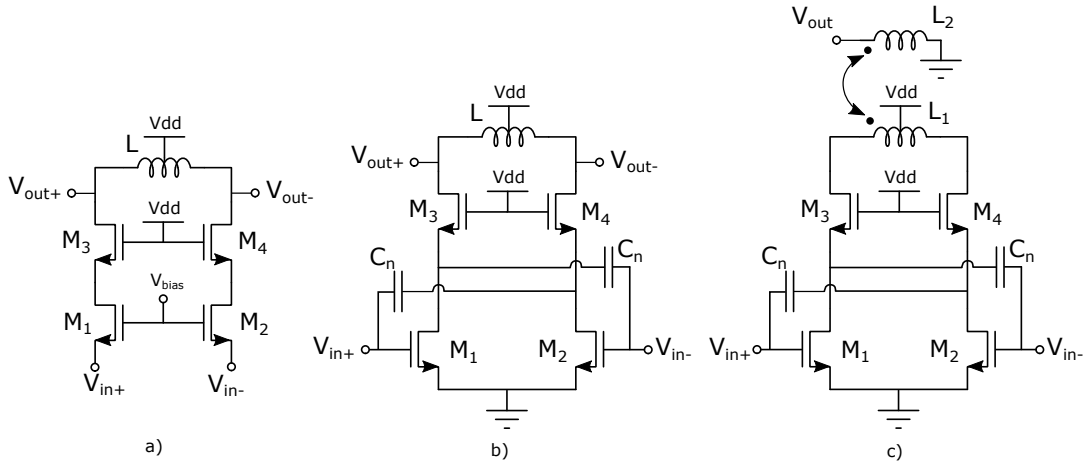 L
Vdd
Vout+
Vout-
Vdd
M3
M4
Vbias
M1
M2
Vin+
Vin-
a)
L
Vdd
Vout+
Vout-
Vdd
M3
M4
Cn
Cn
Vin+
M1
M2
Vin-
b)
Vout
L2
Vdd
L1
Vdd
M3
M4
Cn
Cn
Vin+
M1
M2
Vin-
c)